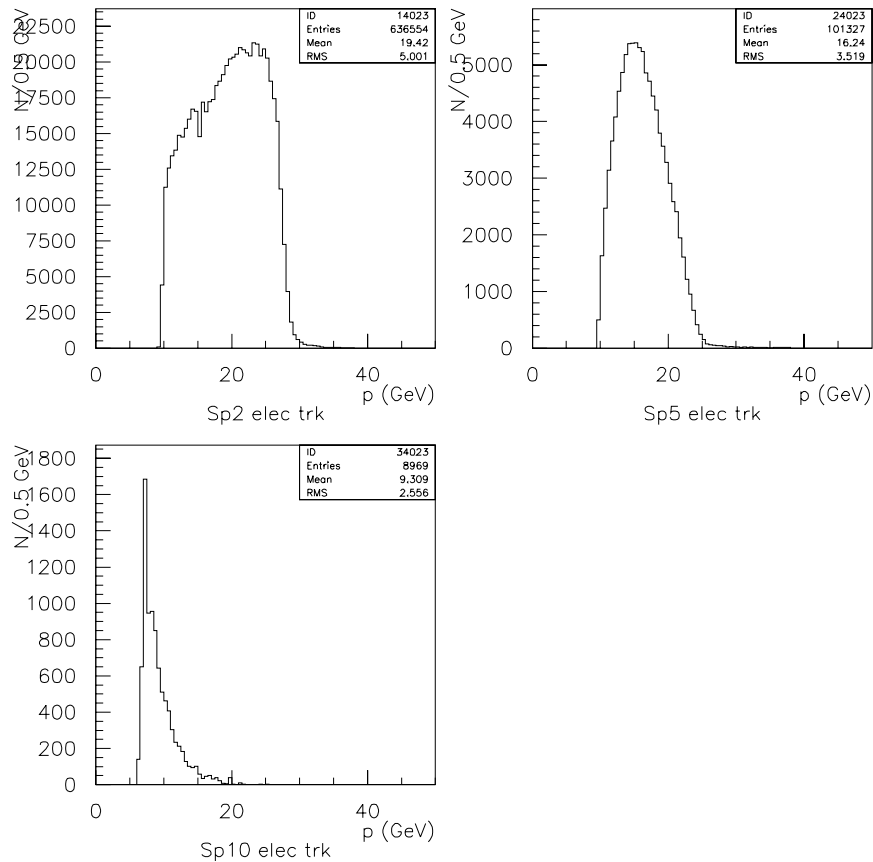 ID 14023
Entries 636554
Mean 19.42
RMS 5.001
N/0.5 GeV
22500
20000
17500
15000
12500
10000
7500
5000
2500
0
0 20 40
p (GeV)
Sp2 elec trk
ID 24023
Entries 101327
Mean 16.24
RMS 3.519
N/0.5 GeV
5000
4000
3000
2000
1000
0
0 20 40
p (GeV)
Sp5 elec trk
ID 34023
Entries 8969
Mean 9.309
RMS 2.556
N/0.5 GeV
1800
1600
1400
1200
1000
800
600
400
200
0
0 20 40
p (GeV)
Sp10 elec trk